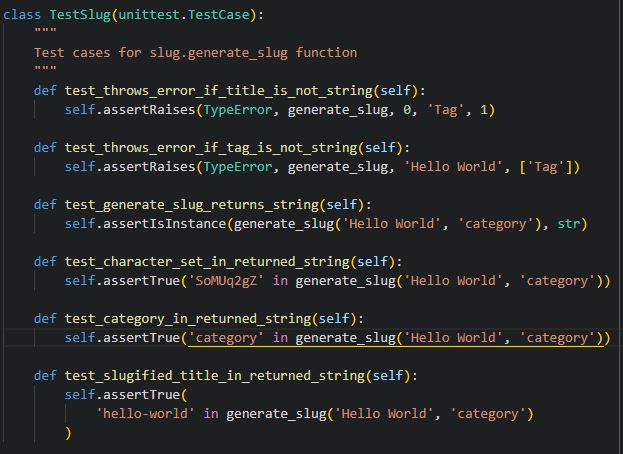 class TestSlug(unittest.TestCase):
    """
    Test cases for slug.generate_slug function
    """
    def test_throws_error_if_title_is_not_string(self):
        self.assertRaises(TypeError, generate_slug, 0, 'Tag', 1)

    def test_throws_error_if_tag_is_not_string(self):
        self.assertRaises(TypeError, generate_slug, 'Hello World', ['Tag'])

    def test_generate_slug_returns_string(self):
        self.assertIsInstance(generate_slug('Hello World', 'category'), str)

    def test_character_set_in_returned_string(self):
        self.assertTrue('SoMUq2gZ' in generate_slug('Hello World', 'category'))

    def test_category_in_returned_string(self):
        self.assertTrue('category' in generate_slug('Hello World', 'category'))

    def test_slugified_title_in_returned_string(self):
        self.assertTrue(
            'hello-world' in generate_slug('Hello World', 'category')
        )